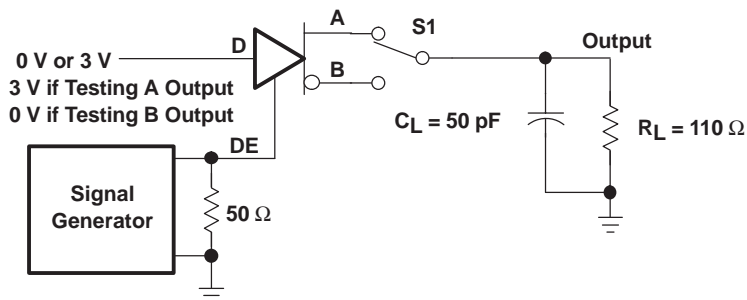 A
S1
D
0 V or 3 V
Output
3 V if Testing A Output
B
0 V if Testing B Output
CL = 50 pF
RL = 110 Ω
DE
Signal
Generator
50 Ω